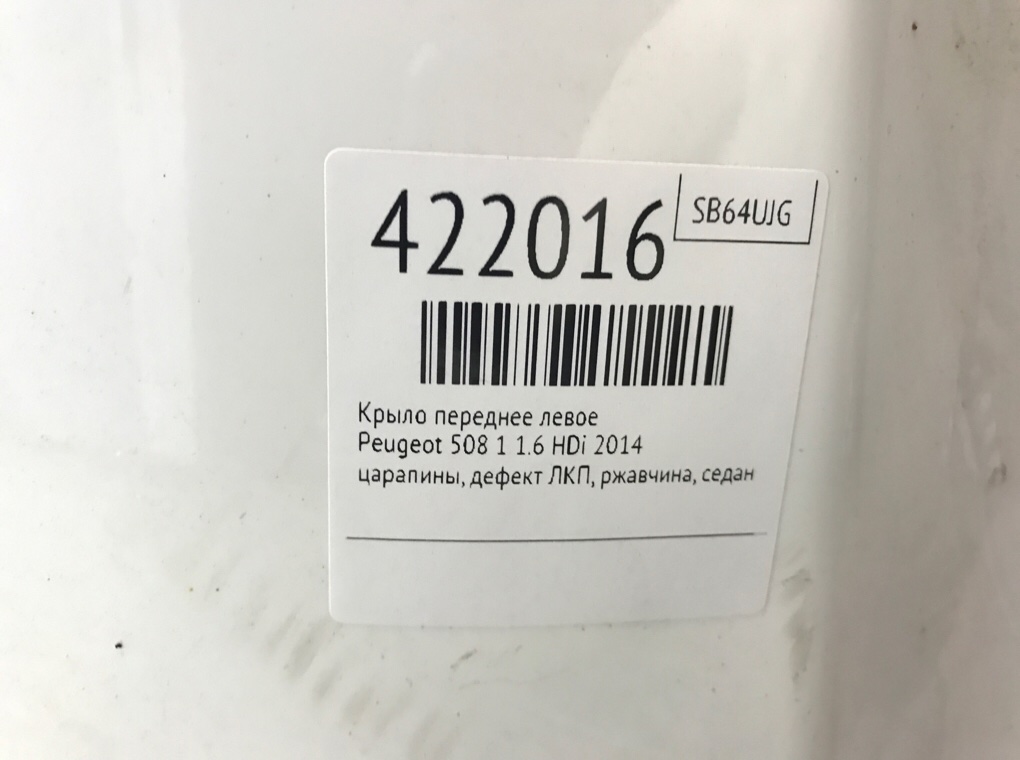 422016
SB64UJG
Крыло переднее левое
Peugeot 508 1 1.6 HDi 2014
царапины, дефект ЛКП, ржавчина, седан